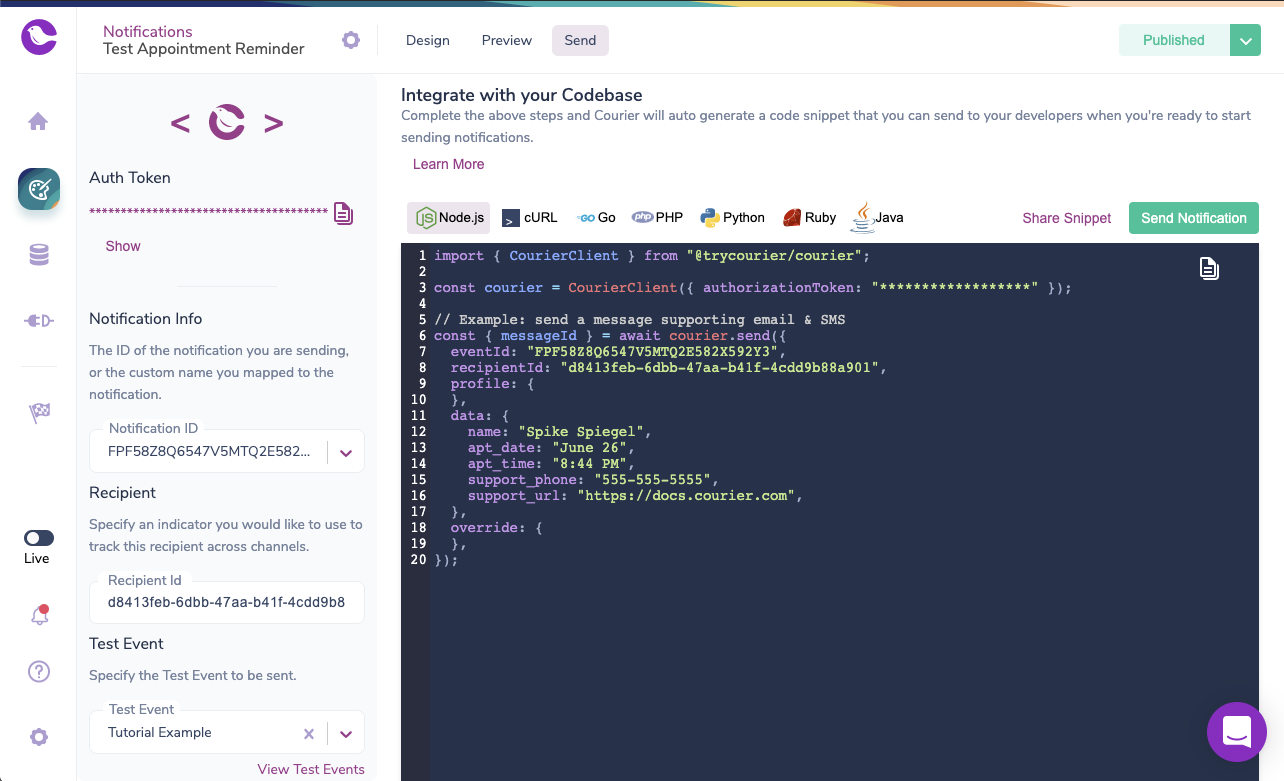 Notifications
Test Appointment Reminder
Design
Preview
Send
Published
< >
Auth Token
**************************************
Show
Notification Info
The ID of the notification you are sending,
or the custom name you mapped to the
notification.
Notification ID
FPF58Z8Q6547V5MTQ2E582...
Recipient
Specify an indicator you would like to use to
track this recipient across channels.
Recipient Id
d8413feb-6dbb-47aa-b41f-4cdd9b8
Test Event
Specify the Test Event to be sent.
Test Event
Tutorial Example
View Test Events
Live
Integrate with your Codebase
Complete the above steps and Courier will auto generate a code snippet that you can send to your developers when you're ready to start
sending notifications.
Learn More
Node.js
cURL
Go
PHP
Python
Ruby
Java
Share Snippet
Send Notification
1 import { CourierClient } from "@trycourier/courier";
2
3 const courier = CourierClient({ authorizationToken: "******************" });
4
5 // Example: send a message supporting email & SMS
6 const { messageId } = await courier.send({
7 eventId: "FPF58Z8Q6547V5MTQ2E582X592Y3",
8 recipientId: "d8413feb-6dbb-47aa-b41f-4cdd9b88a901",
9 profile: {
10 },
11 data: {
12 name: "Spike Spiegel",
13 apt_date: "June 26",
14 apt_time: "8:44 PM",
15 support_phone: "555-555-5555",
16 support_url: "https://docs.courier.com",
17 },
18 override: {
19 },
20 });